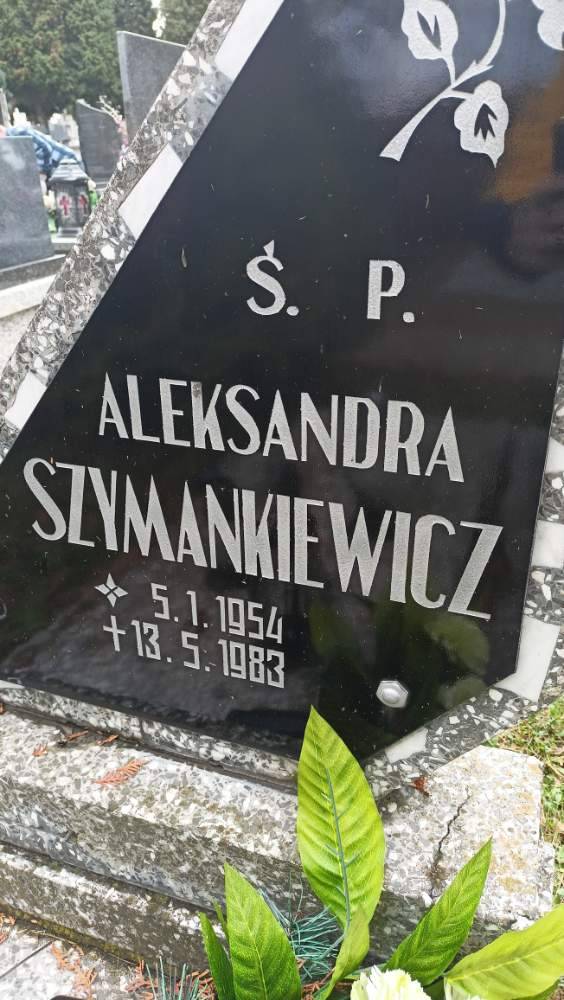 Ś. P.
ALEKSANDRA
SZYMANKIEWICZ
5.1.1954
13.5.1983